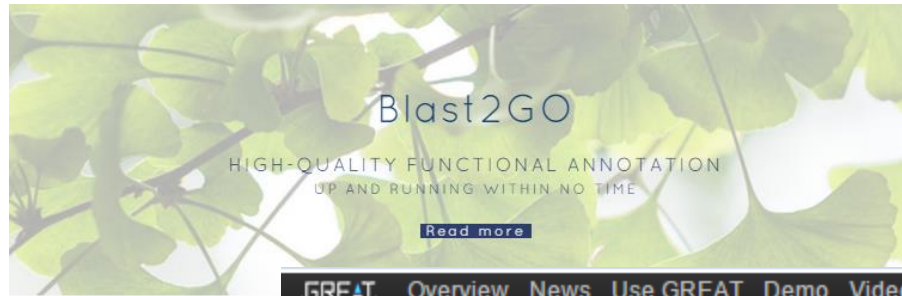 Blast2GO
HIGH-QUALITY FUNCTIONAL ANNOTATION
UP AND RUNNING WITHIN NO TIME
Read more
GREAT Overview News Use GREAT Demo Video